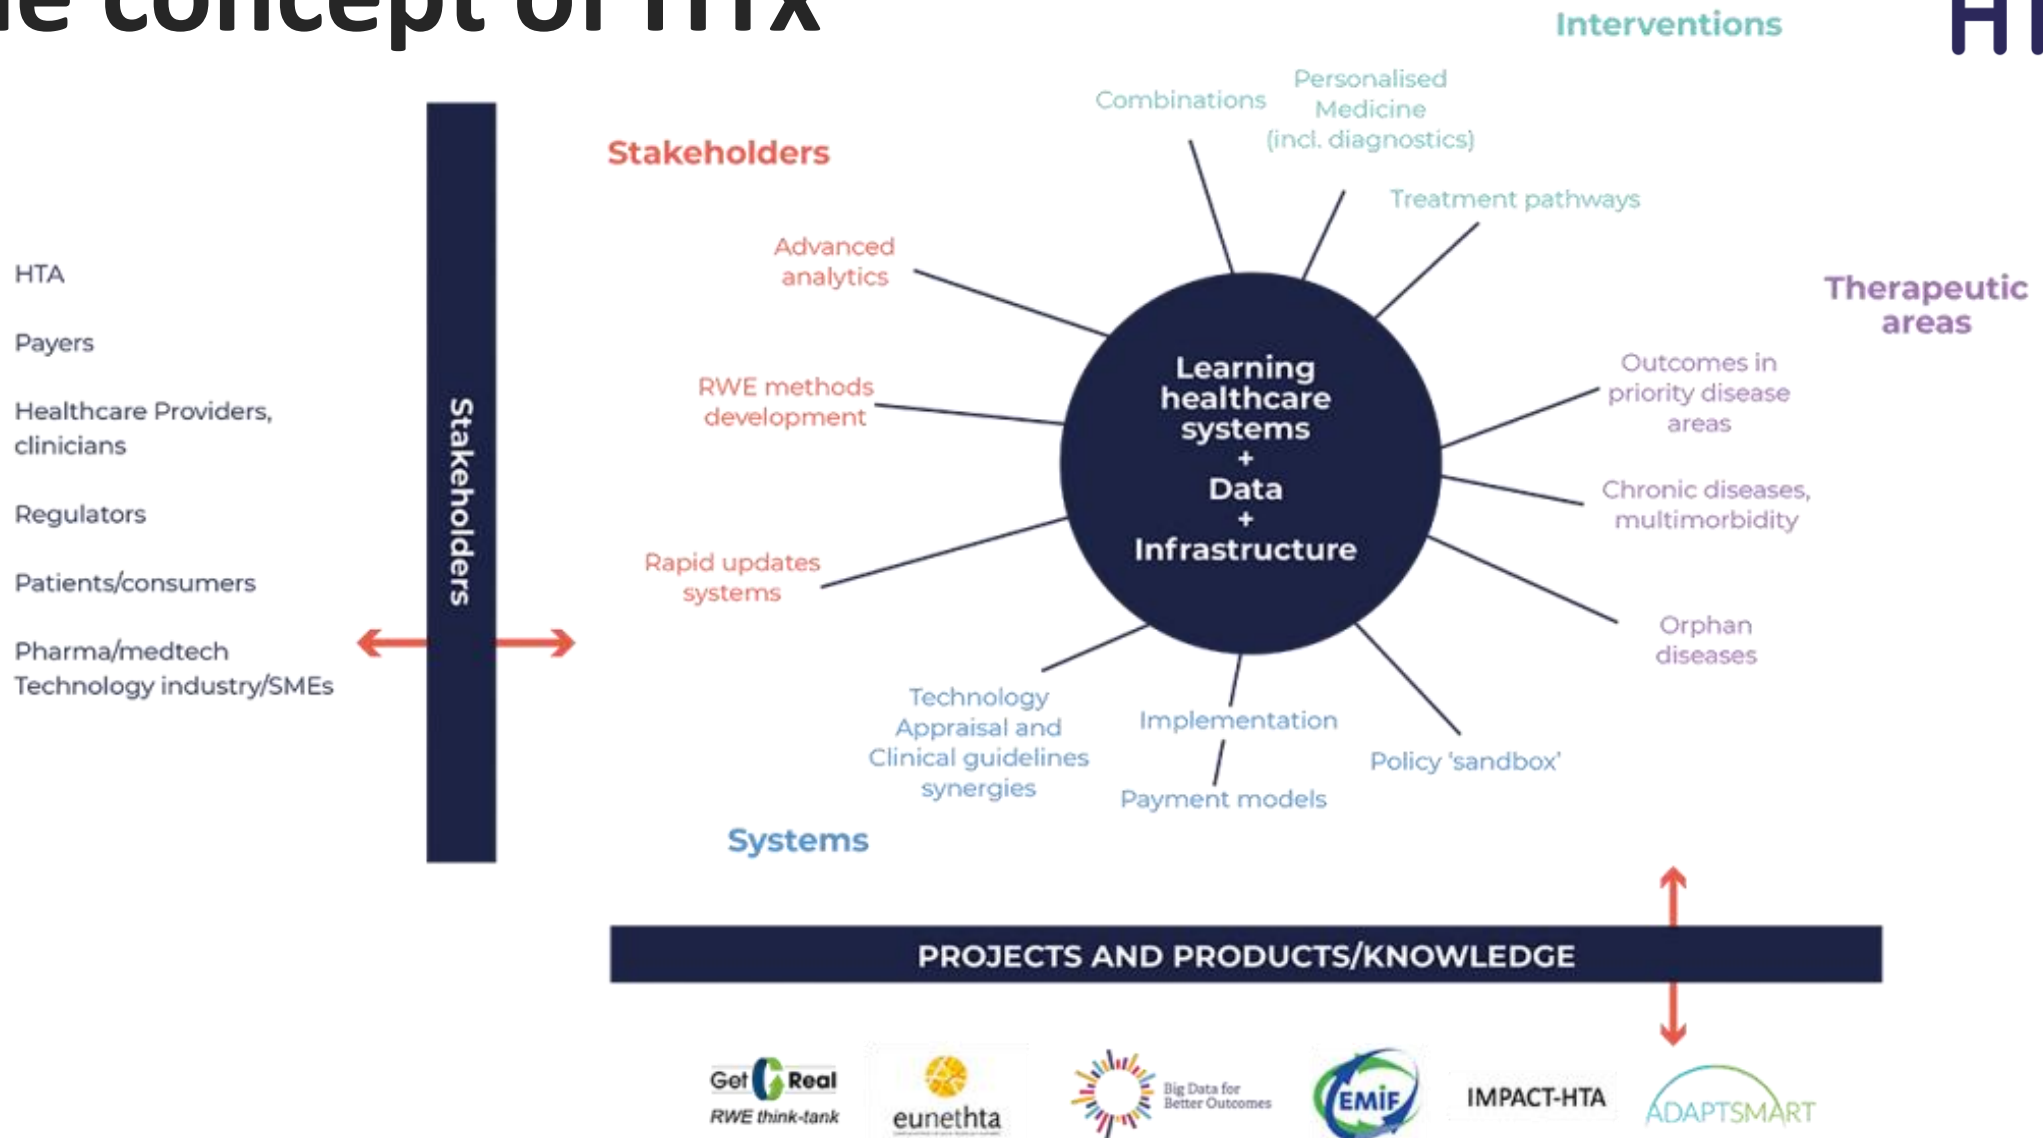 concept of HTx
HT
Interventions
Combinations
Personalised
Medicine
(incl. diagnostics)
Treatment pathways
Stakeholders
Advanced
analytics
RWE methods
development
Rapid updates
systems
Therapeutic
areas
Outcomes in
priority disease
areas
Chronic diseases,
multimorbidity
Orphan
diseases
Learning
healthcare
systems
+
Data
+
Infrastructure
HTA
Payers
Healthcare Providers,
clinicians
Regulators
Patients/consumers
Pharma/medtech
Technology industry/SMEs
Stakeholders
Technology
Appraisal and
Clinical guidelines
synergies
Implementation
Payment models
Policy 'sandbox'
Systems
PROJECTS AND PRODUCTS/KNOWLEDGE
Get Real
RWE think-tank
eunethta
Big Data for
Better Outcomes
EMiF
IMPACT-HTA
ADAPTSMART